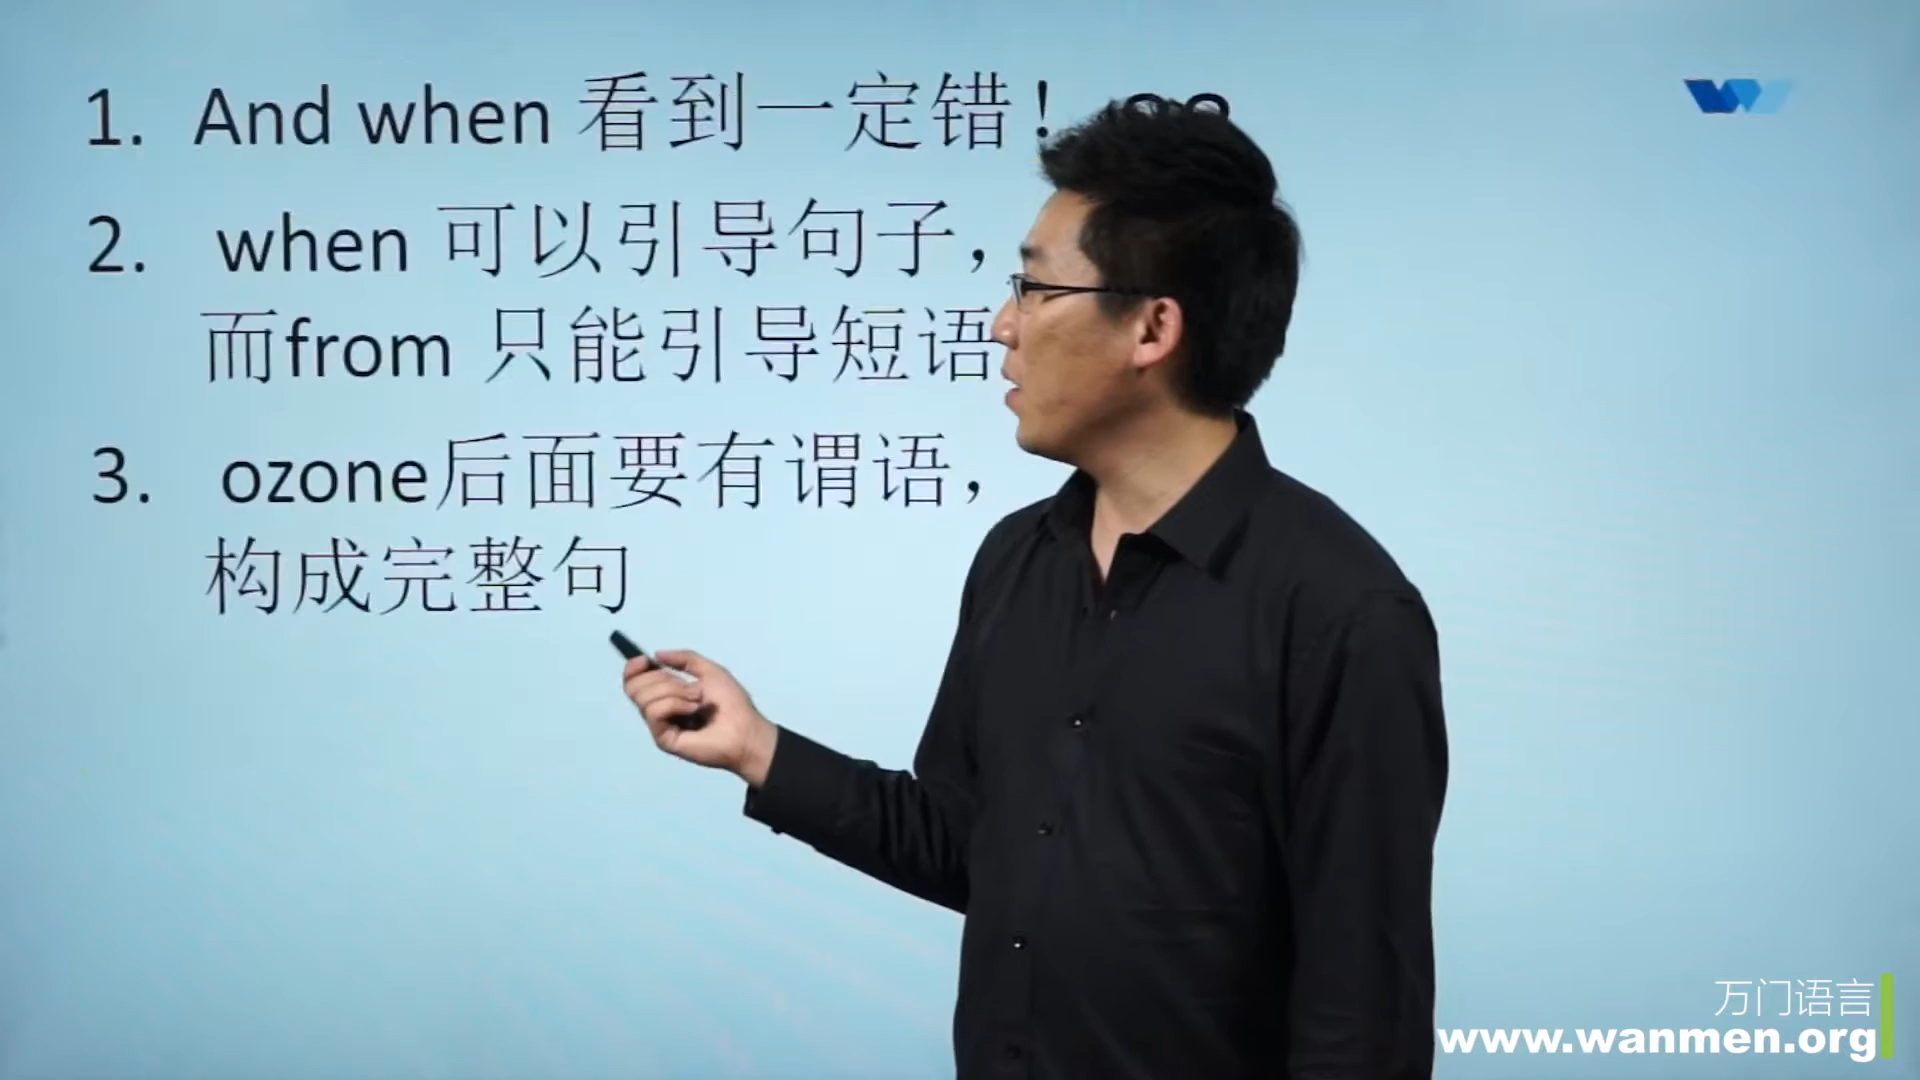 1. And when 看到一定错！
2. when 可以引导句子，
而from 只能引导短语
3. ozone后面要有谓语，
构成完整句
万门语言
www.wanmen.org